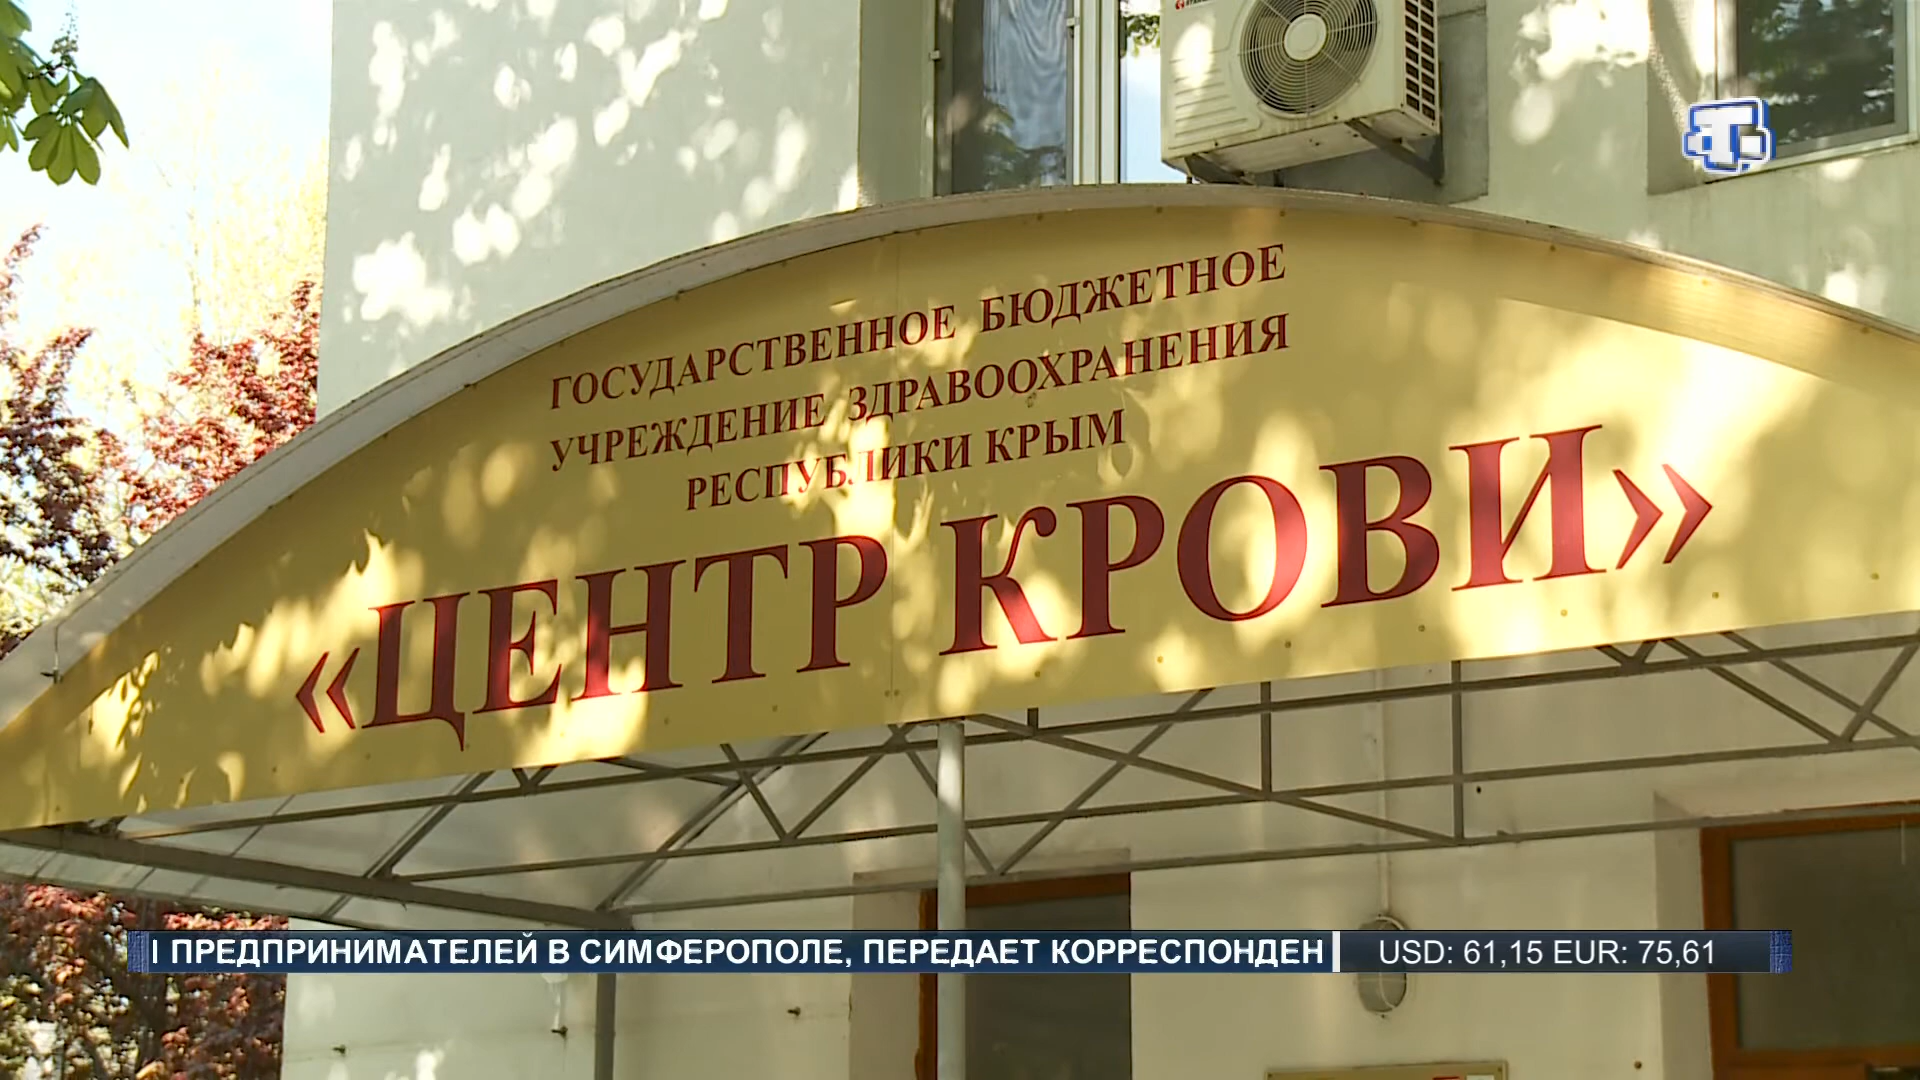 ГОСУДАРСТВЕННОЕ БЮДЖЕТНОЕ
УЧРЕЖДЕНИЕ ЗДРАВООХРАНЕНИЯ
РЕСПУБЛИКИ КРЫМ
«ЦЕНТР КРОВИ»
ПРЕДПРИНИМАТЕЛЕЙ В СИМФЕРОПОЛЕ, ПЕРЕДАЕТ КОРРЕСПОНДЕН
USD: 61,15 EUR: 75,61